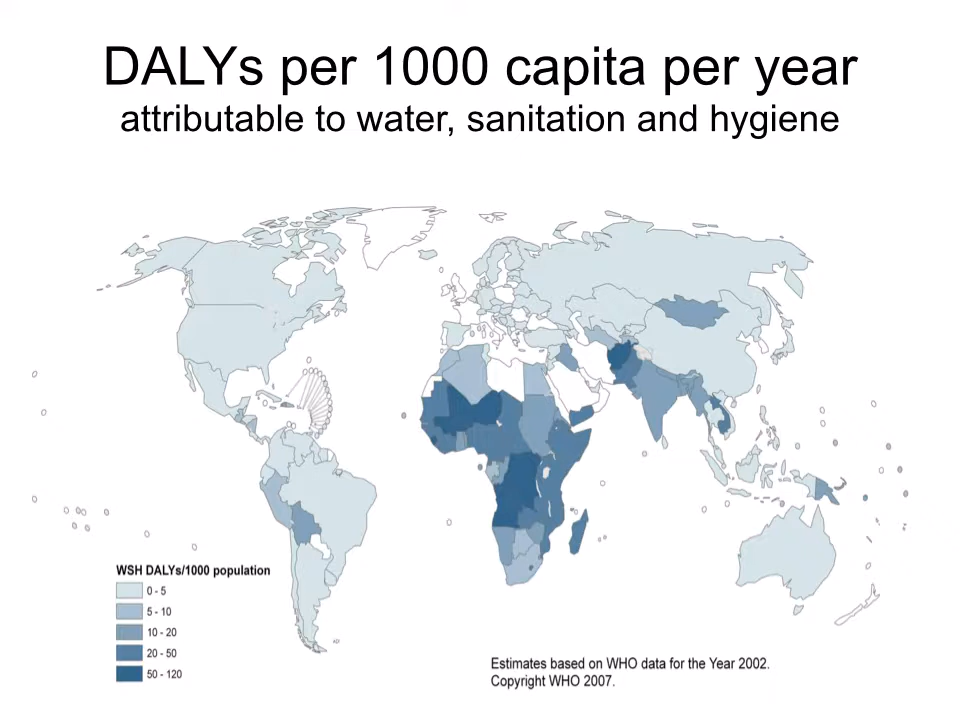 DALYs per 1000 capita per year
attributable to water, sanitation and hygiene
WSH DALYs/1000 population
0 - 5
5 - 10
10 - 20
20 - 50
50 - 120
Estimates based on WHO data for the Year 2002.
Copyright WHO 2007.